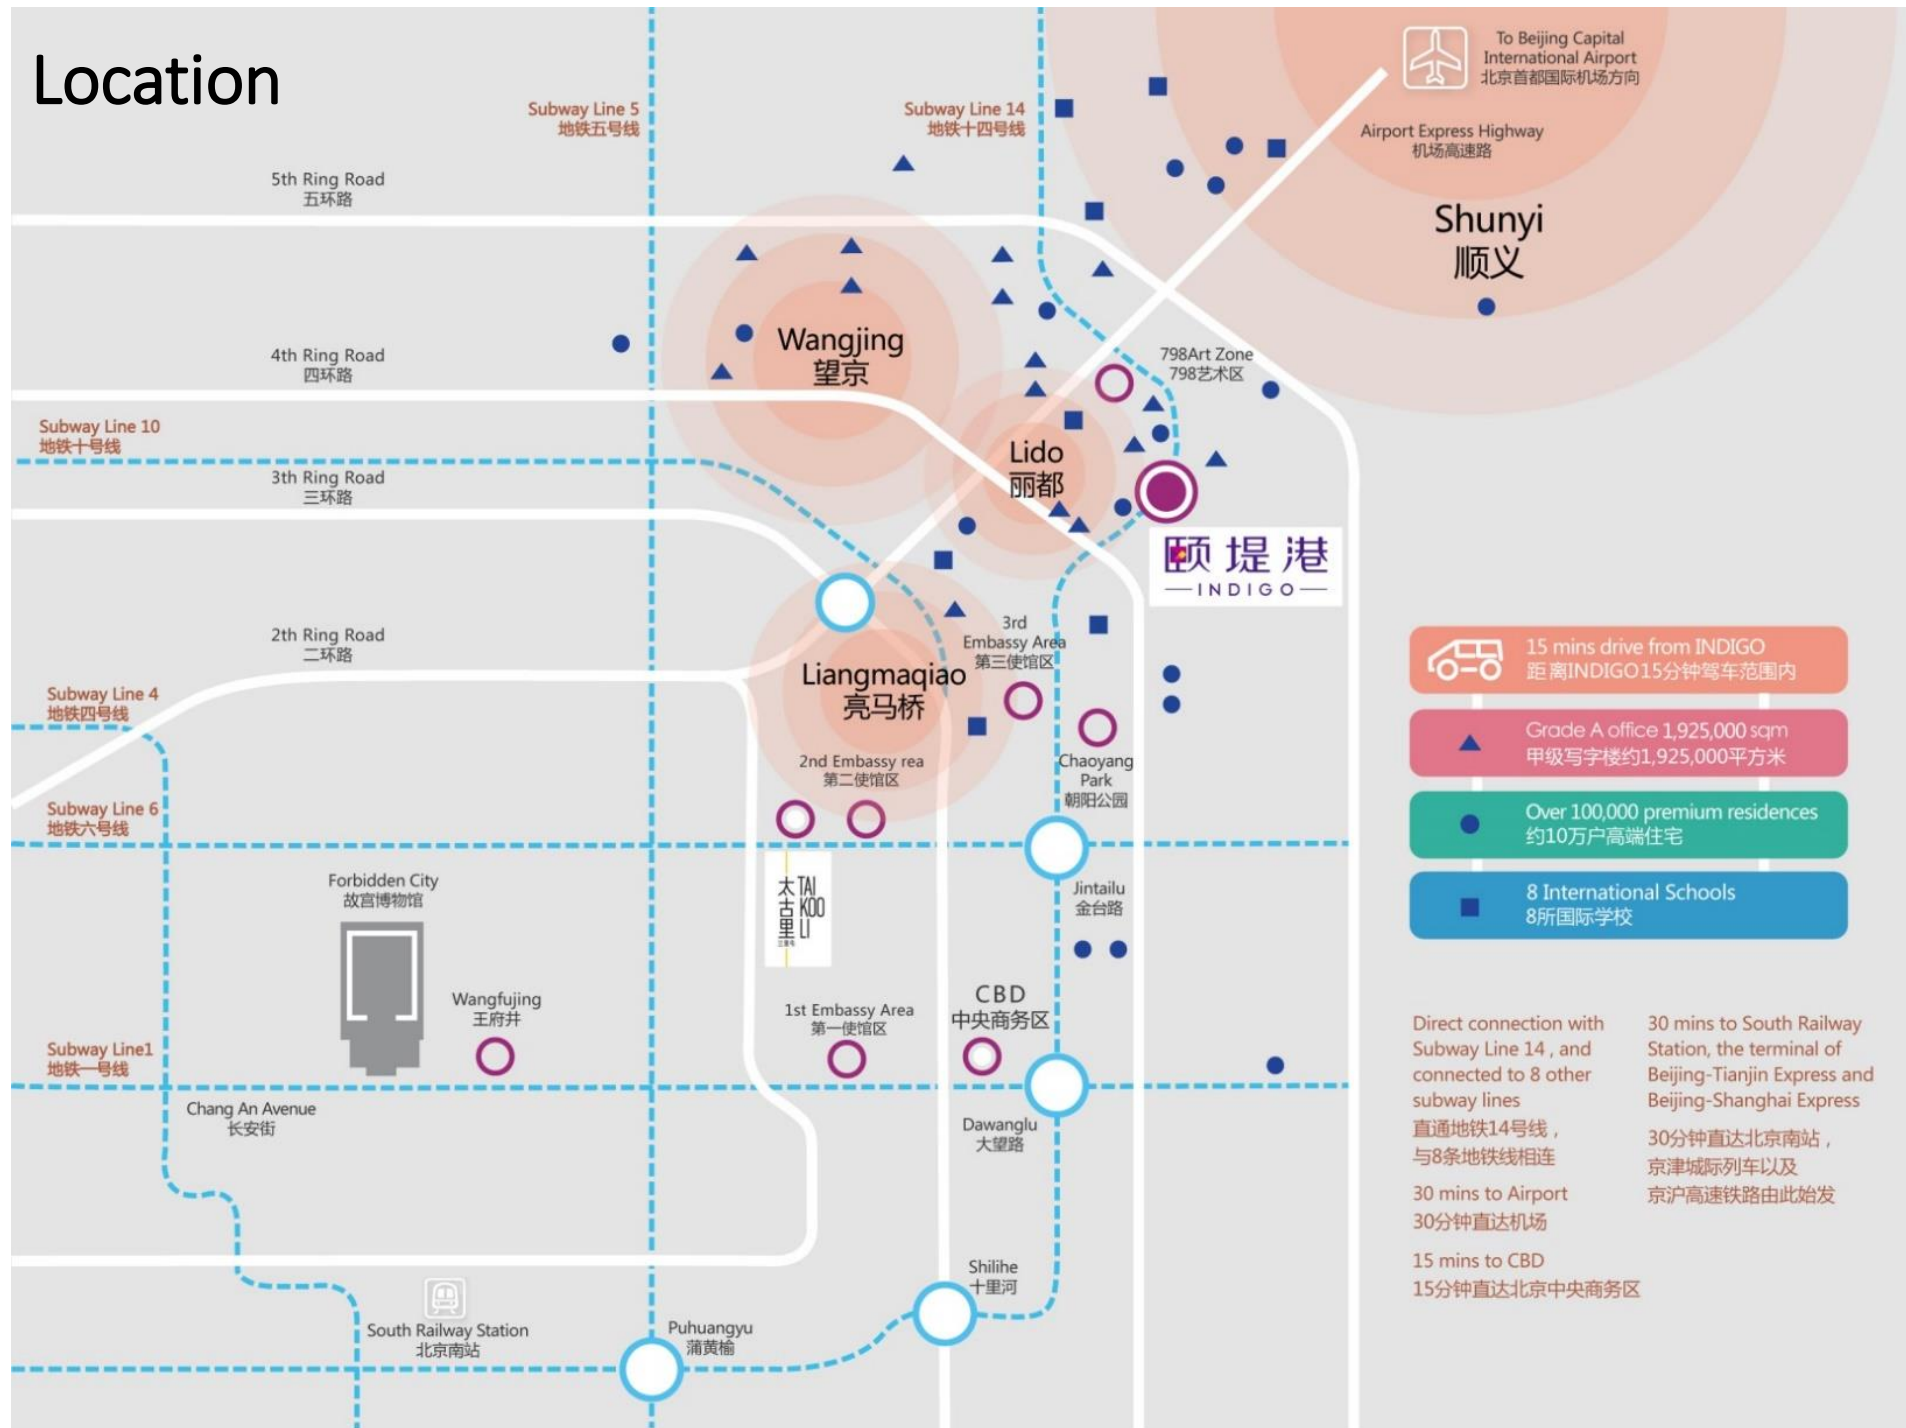 Location
To Beijing Capital
International Airport
北京首都国际机场方向
Subway Line 5
地铁五号线
Subway Line 14
地铁十四号线
Airport Express Highway
机场高速路
5th Ring Road
五环路
Shunyi
顺义
Wangjing
望京
4th Ring Road
四环路
798Art Zone
798艺术区
Subway Line 10
地铁十号线
Lido
丽都
3th Ring Road
三环路
颐堤港
INDIGO
2th Ring Road
二环路
3rd
Embassy Area
第三使馆区
Liangmaqiao
亮马桥
Subway Line 4
地铁四号线
2nd Embassy rea
第二使馆区
Chaoyang
Park
朝阳公园
Subway Line 6
地铁六号线
太古里
TAI
KOO
LI
Forbidden City
故宫博物馆
Jintailu
金台路
Wangfujing
王府井
1st Embassy Area
第一使馆区
CBD
中央商务区
Subway Line1
地铁一号线
Chang An Avenue
长安街
Dawanglu
大望路
Shilihe
十里河
South Railway Station
北京南站
Puhuangyu
蒲黄榆
15 mins drive from INDIGO
距离INDIGO15分钟驾车范围内
Grade A office 1,925,000 sqm
甲级写字楼约1,925,000平方米
Over 100,000 premium residences
约10万户高端住宅
8 International Schools
8所国际学校
Direct connection with
Subway Line 14 , and
connected to 8 other
subway lines
直通地铁14号线，
与8条地铁线相连
30 mins to Airport
30分钟直达机场
15 mins to CBD
15分钟直达北京中央商务区
30 mins to South Railway
Station, the terminal of
Beijing-Tianjin Express and
Beijing-Shanghai Express
30分钟直达北京南站，
京津城际列车以及
京沪高速铁路由此始发